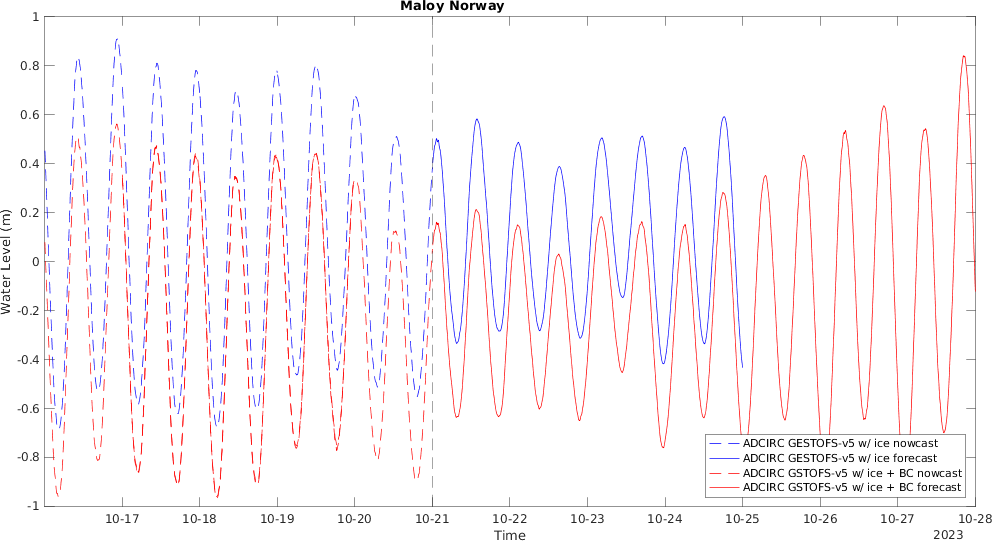 Maloy Norway
1
0.8
0.6
0.4
0.2
0
-0.2
-0.4
-0.6
-0.8
-1
Water Level (m)
ADCIRC GESTOFS-v5 w/ ice nowcast
ADCIRC GESTOFS-v5 w/ ice forecast
ADCIRC GSTOFS-v5 w/ ice + BC nowcast
ADCIRC GSTOFS-v5 w/ ice + BC forecast
10-17 10-18 10-19 10-20 10-21 10-22 10-23 10-24 10-25 10-26 10-27 10-28
Time
2023